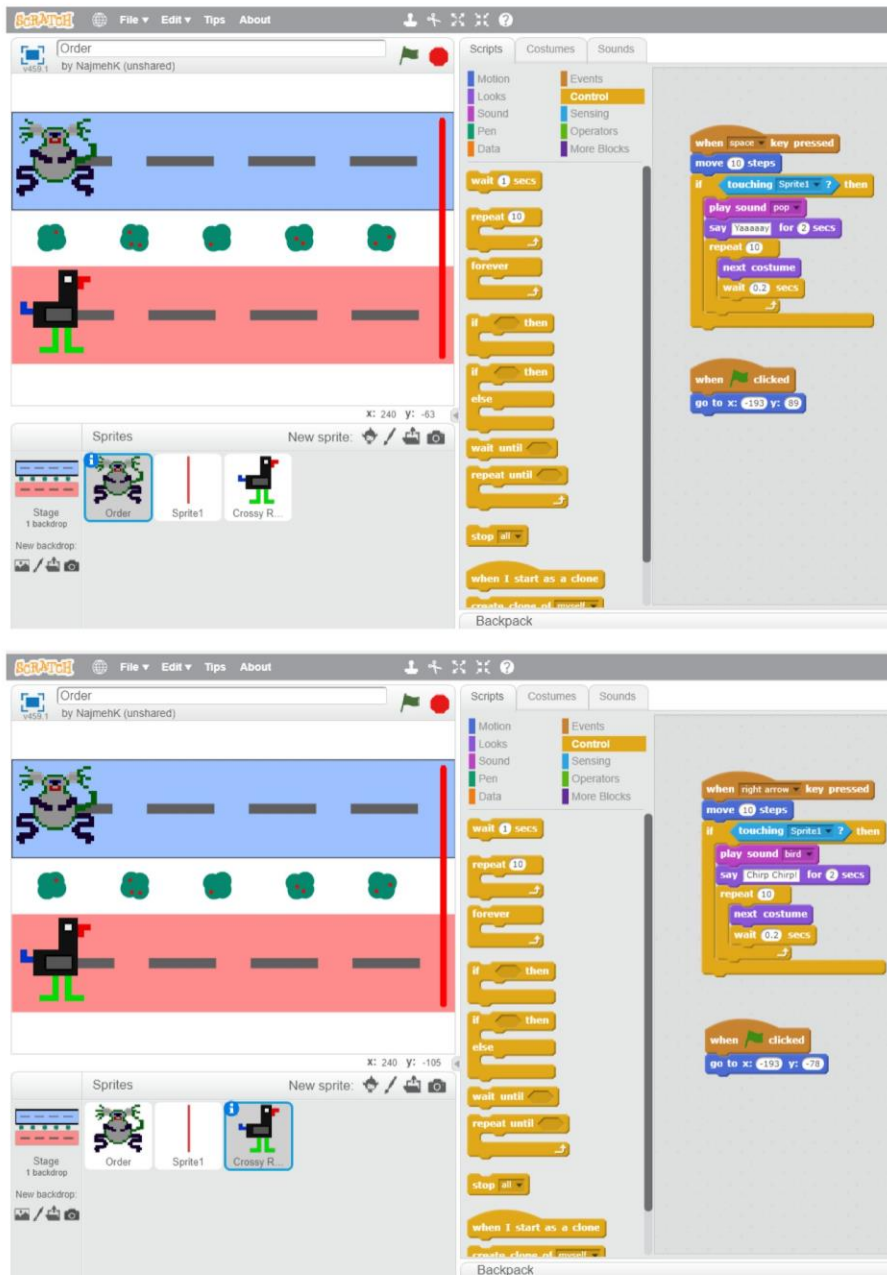 SCRATCH File ▾ Edit ▾ Tips About
Order
v459.1 by NajmehK (unshared)
x: 240 y: -63
Sprites New sprite:
Stage
1 backdrop
New backdrop:
Order Sprite1 Crossy R...
Scripts Costumes Sounds
Motion Events
Looks Control
Sound Sensing
Pen Operators
Data More Blocks
wait 1 secs
repeat 10
forever
if then
if then
else
wait until
repeat until
stop all
when I start as a clone
create clone of myself
when space key pressed
move 10 steps
if touching Sprite1 ? then
play sound pop
say Yaaaaay for 2 secs
repeat 10
next costume
wait 0.2 secs
when clicked
go to x: -193 y: 89
Backpack
SCRATCH File ▾ Edit ▾ Tips About
Order
v459.1 by NajmehK (unshared)
x: 240 y: -105
Sprites New sprite:
Stage
1 backdrop
New backdrop:
Order Sprite1 Crossy R...
Scripts Costumes Sounds
Motion Events
Looks Control
Sound Sensing
Pen Operators
Data More Blocks
wait 1 secs
repeat 10
forever
if then
if then
else
wait until
repeat until
stop all
when I start as a clone
create clone of myself
when right arrow key pressed
move 10 steps
if touching Sprite1 ? then
play sound bird
say Chirp Chirp! for 2 secs
repeat 10
next costume
wait 0.2 secs
when clicked
go to x: -193 y: -78
Backpack